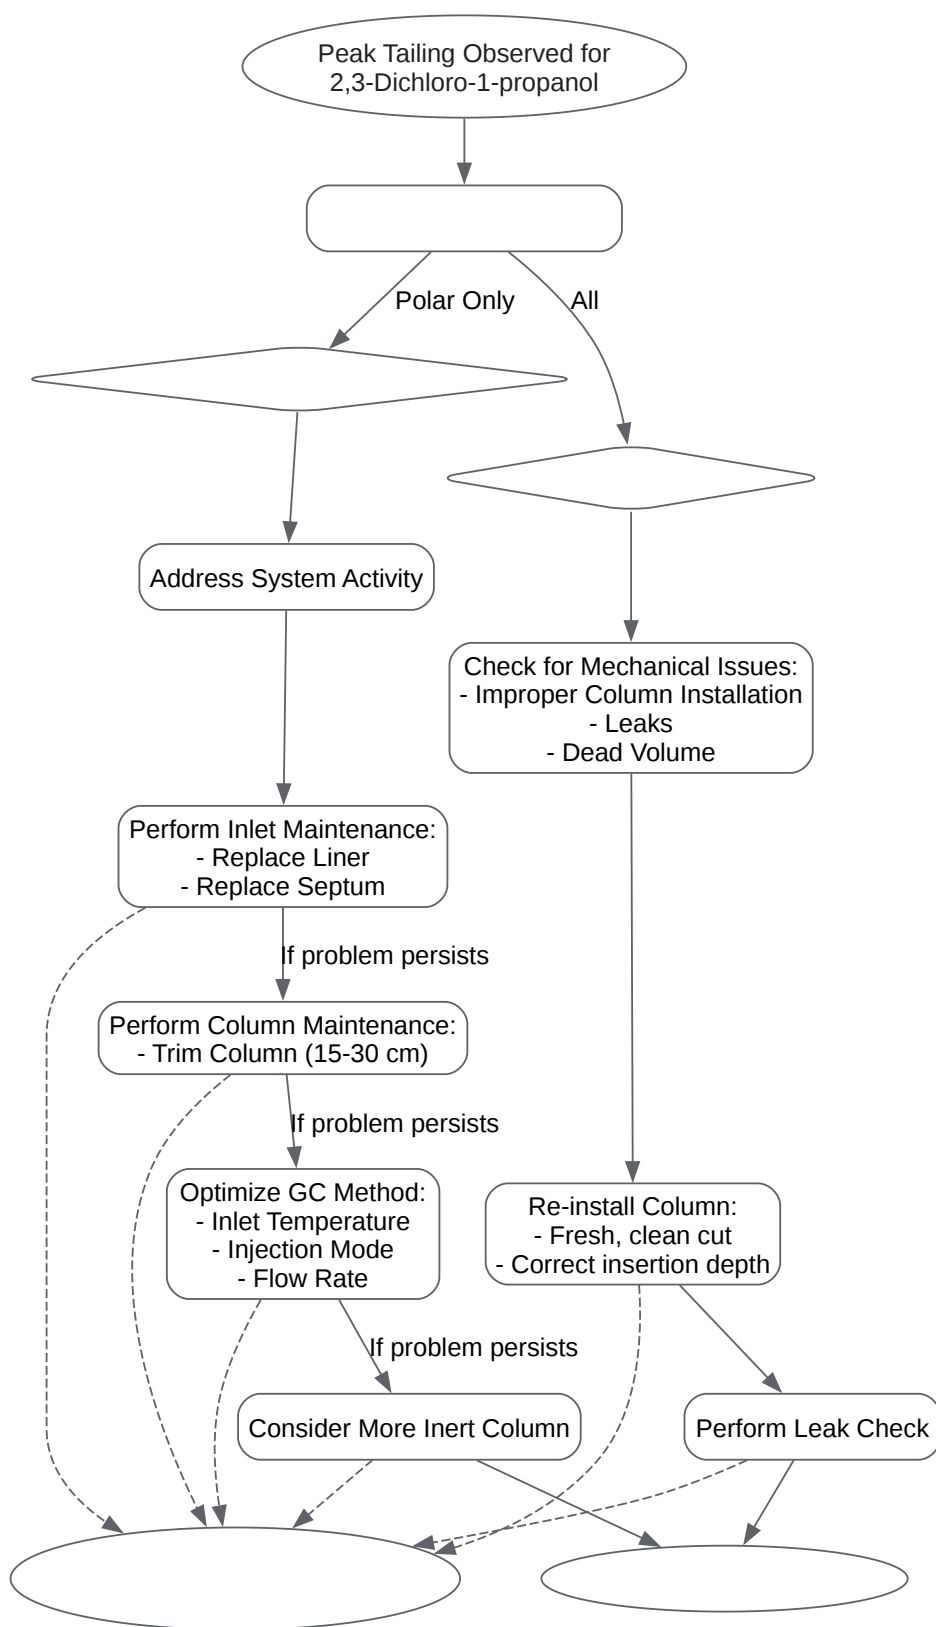 Peak Tailing Observed for
2,3-Dichloro-1-propanol
Polar Only
All
Address System Activity
Check for Mechanical Issues:
- Improper Column Installation
- Leaks
- Dead Volume
Perform Inlet Maintenance:
- Replace Liner
- Replace Septum
If problem persists
Perform Column Maintenance:
- Trim Column (15-30 cm)
If problem persists
Optimize GC Method:
- Inlet Temperature
- Injection Mode
- Flow Rate
Re-install Column:
- Fresh, clean cut
- Correct insertion depth
If problem persists
Consider More Inert Column
Perform Leak Check